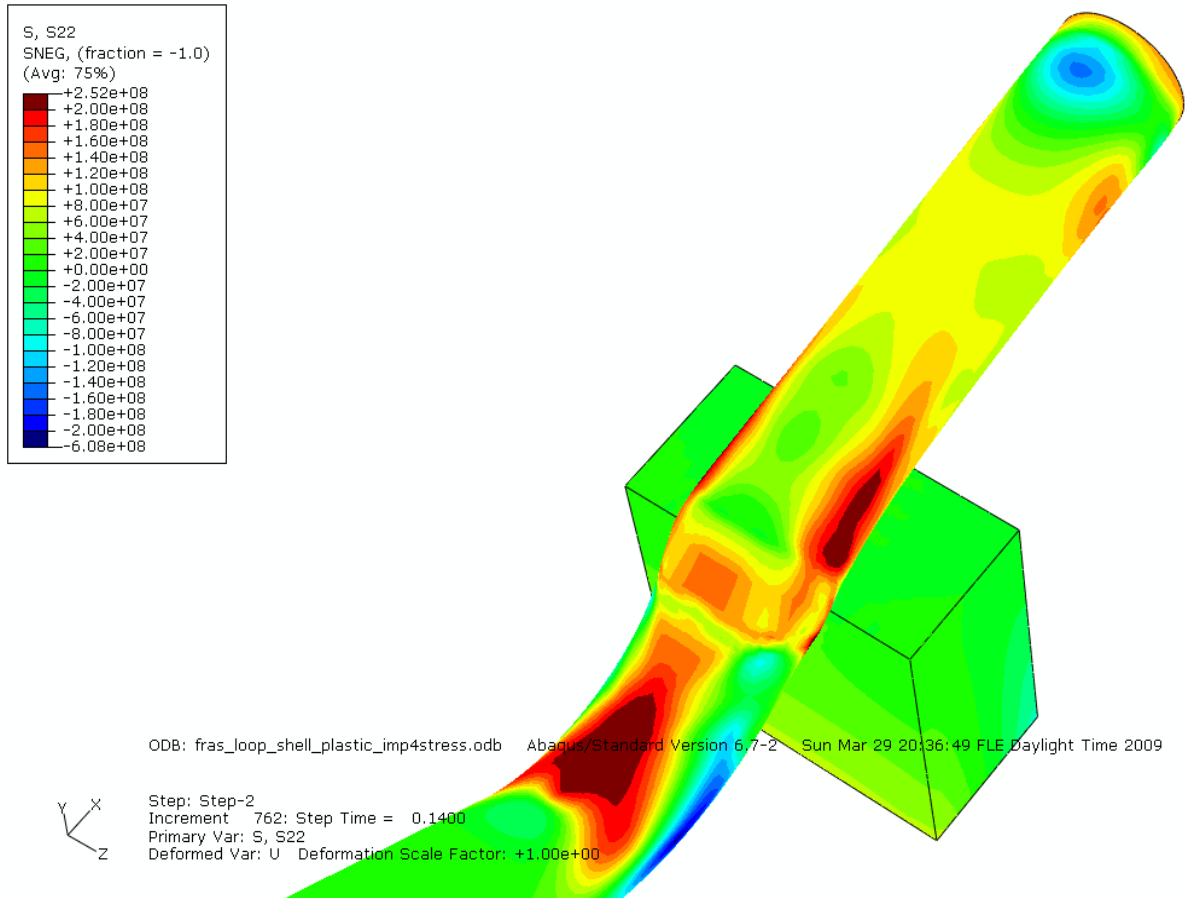 S, S22
SNEG, (fraction = -1.0)
(Avg: 75%)
+2.52e+08
+2.00e+08
+1.80e+08
+1.60e+08
+1.40e+08
+1.20e+08
+1.00e+08
+8.00e+07
+6.00e+07
+4.00e+07
+2.00e+07
+0.00e+00
-2.00e+07
-4.00e+07
-6.00e+07
-8.00e+07
-1.00e+08
-1.20e+08
-1.40e+08
-1.60e+08
-1.80e+08
-2.00e+08
-6.08e+08
ODB: fras_loop_shell_plastic_imp4stress.odb Abaqus/Standard Version 6.7-2 Sun Mar 29 20:36:49 FLE Daylight Time 2009
Y X
Z
Step: Step-2
Increment 762: Step Time = 0.1400
Primary Var: S, S22
Deformed Var: U Deformation Scale Factor: +1.00e+00